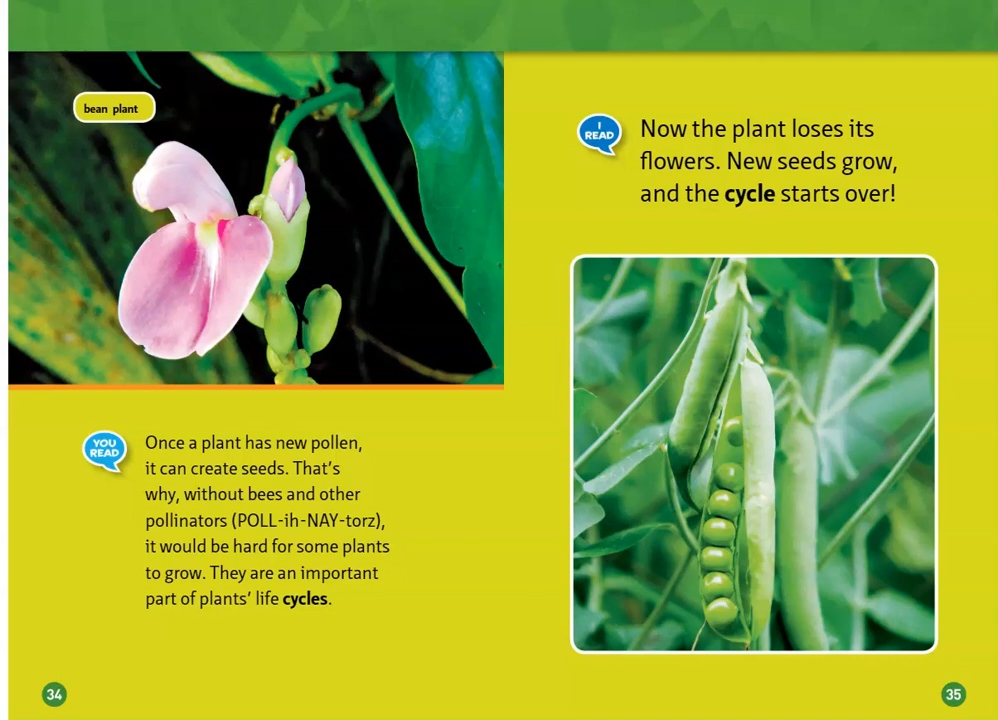 bean plant
YOU
READ
Once a plant has new pollen,
it can create seeds. That's
why, without bees and other
pollinators (POLL-ih-NAY-torz),
it would be hard for some plants
to grow. They are an important
part of plants' life cycles.
34
I
READ
Now the plant loses its
flowers. New seeds grow,
and the cycle starts over!
35